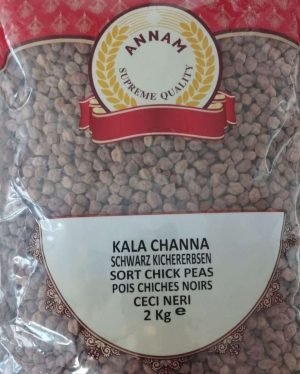 ANNAM
SUPREME QUALITY
KALA CHANNA
SCHWARZ KICHERERBSEN
SORT CHICK PEAS
POIS CHICHES NOIRS
CECI NERI
2 Kg ℮